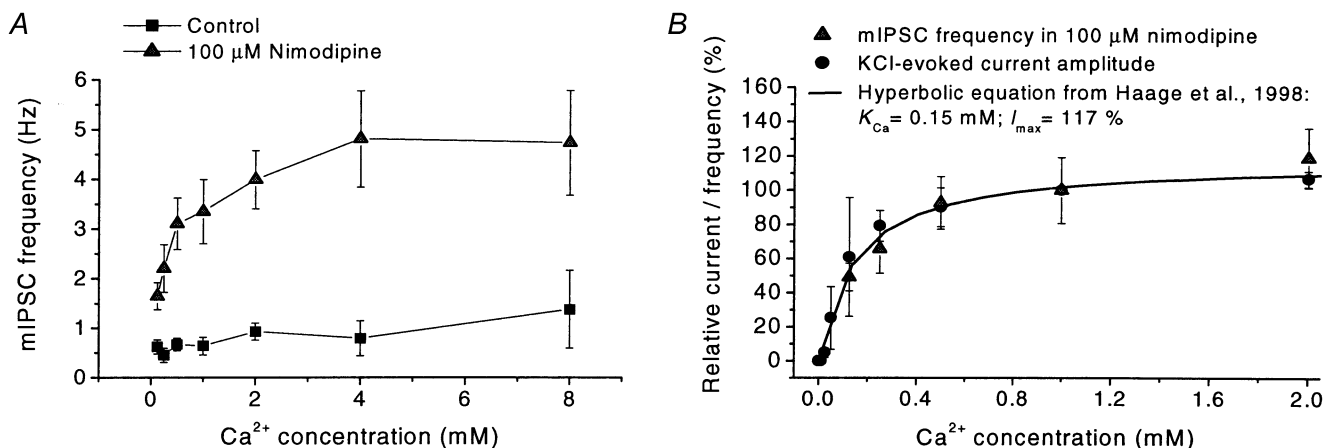 A
Control
100 μM Nimodipine
mIPSC frequency (Hz)
6
5
4
3
2
1
0
0 2 4 6 8
Ca²⁺ concentration (mM)
B
mIPSC frequency in 100 μM nimodipine
KCl-evoked current amplitude
Hyperbolic equation from Haage et al., 1998:
K_Ca= 0.15 mM; I_max= 117 %
Relative current / frequency (%)
160
140
120
100
80
60
40
20
0
0.0 0.4 0.8 1.2 1.6 2.0
Ca²⁺ concentration (mM)